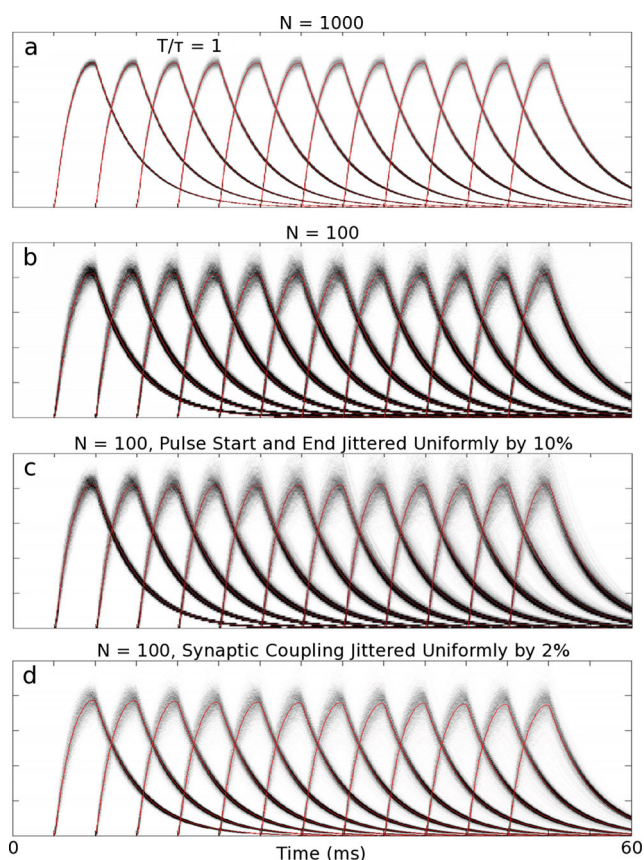 N = 1000
a
T/τ = 1
N = 100
b
N = 100, Pulse Start and End Jittered Uniformly by 10%
c
N = 100, Synaptic Coupling Jittered Uniformly by 2%
d
0 Time (ms) 60